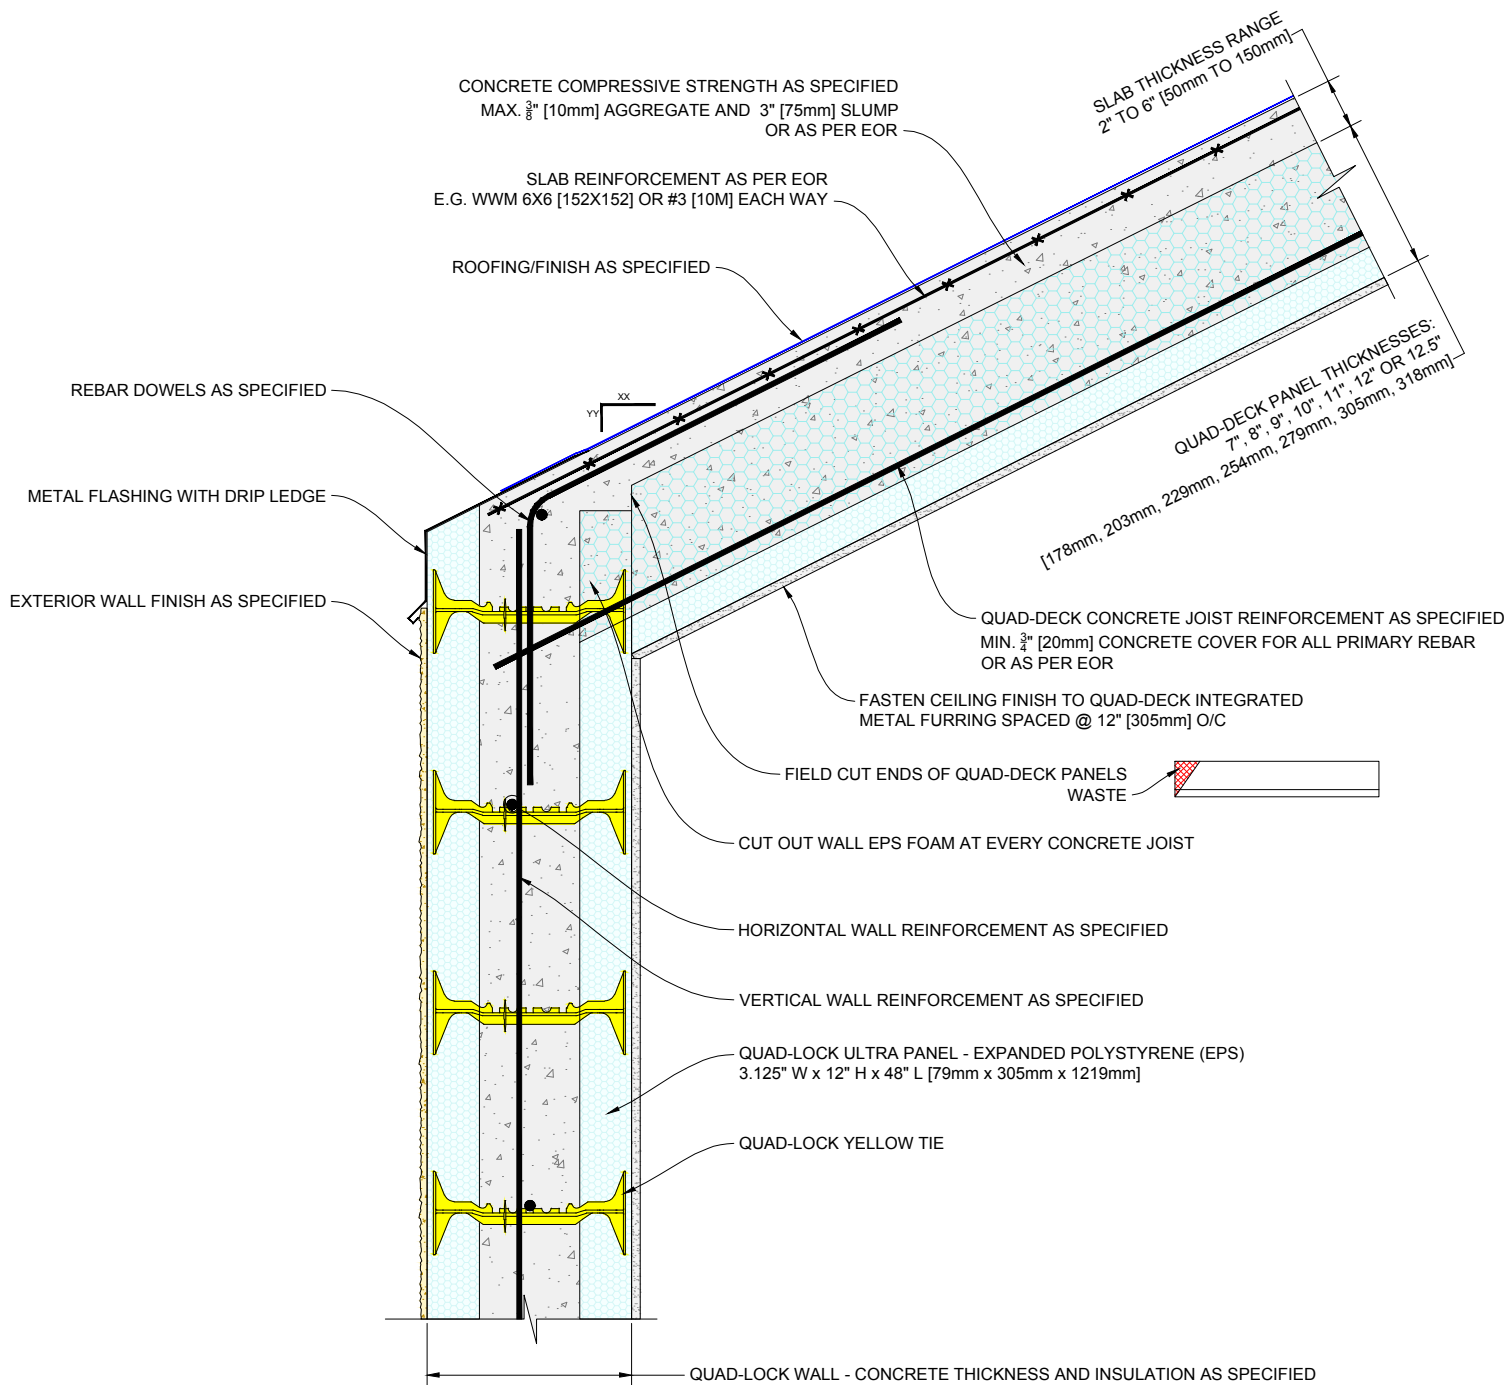 SLAB THICKNESS RANGE
2" TO 6" [50mm TO 150mm]
CONCRETE COMPRESSIVE STRENGTH AS SPECIFIED
MAX. 3/8" [10mm] AGGREGATE AND 3" [75mm] SLUMP
OR AS PER EOR
SLAB REINFORCEMENT AS PER EOR
E.G. WWM 6X6 [152X152] OR #3 [10M] EACH WAY
ROOFING/FINISH AS SPECIFIED
QUAD-DECK PANEL THICKNESSES:
7", 8", 9", 10", 11", 12" OR 12.5"
[178mm, 203mm, 229mm, 254mm, 279mm, 305mm, 318mm]
REBAR DOWELS AS SPECIFIED
XX
YY
METAL FLASHING WITH DRIP LEDGE
EXTERIOR WALL FINISH AS SPECIFIED
QUAD-DECK CONCRETE JOIST REINFORCEMENT AS SPECIFIED
MIN. 3/4" [20mm] CONCRETE COVER FOR ALL PRIMARY REBAR
OR AS PER EOR
FASTEN CEILING FINISH TO QUAD-DECK INTEGRATED
METAL FURRING SPACED @ 12" [305mm] O/C
FIELD CUT ENDS OF QUAD-DECK PANELS
WASTE
CUT OUT WALL EPS FOAM AT EVERY CONCRETE JOIST
HORIZONTAL WALL REINFORCEMENT AS SPECIFIED
VERTICAL WALL REINFORCEMENT AS SPECIFIED
QUAD-LOCK ULTRA PANEL - EXPANDED POLYSTYRENE (EPS)
3.125" W x 12" H x 48" L [79mm x 305mm x 1219mm]
QUAD-LOCK YELLOW TIE
QUAD-LOCK WALL - CONCRETE THICKNESS AND INSULATION AS SPECIFIED